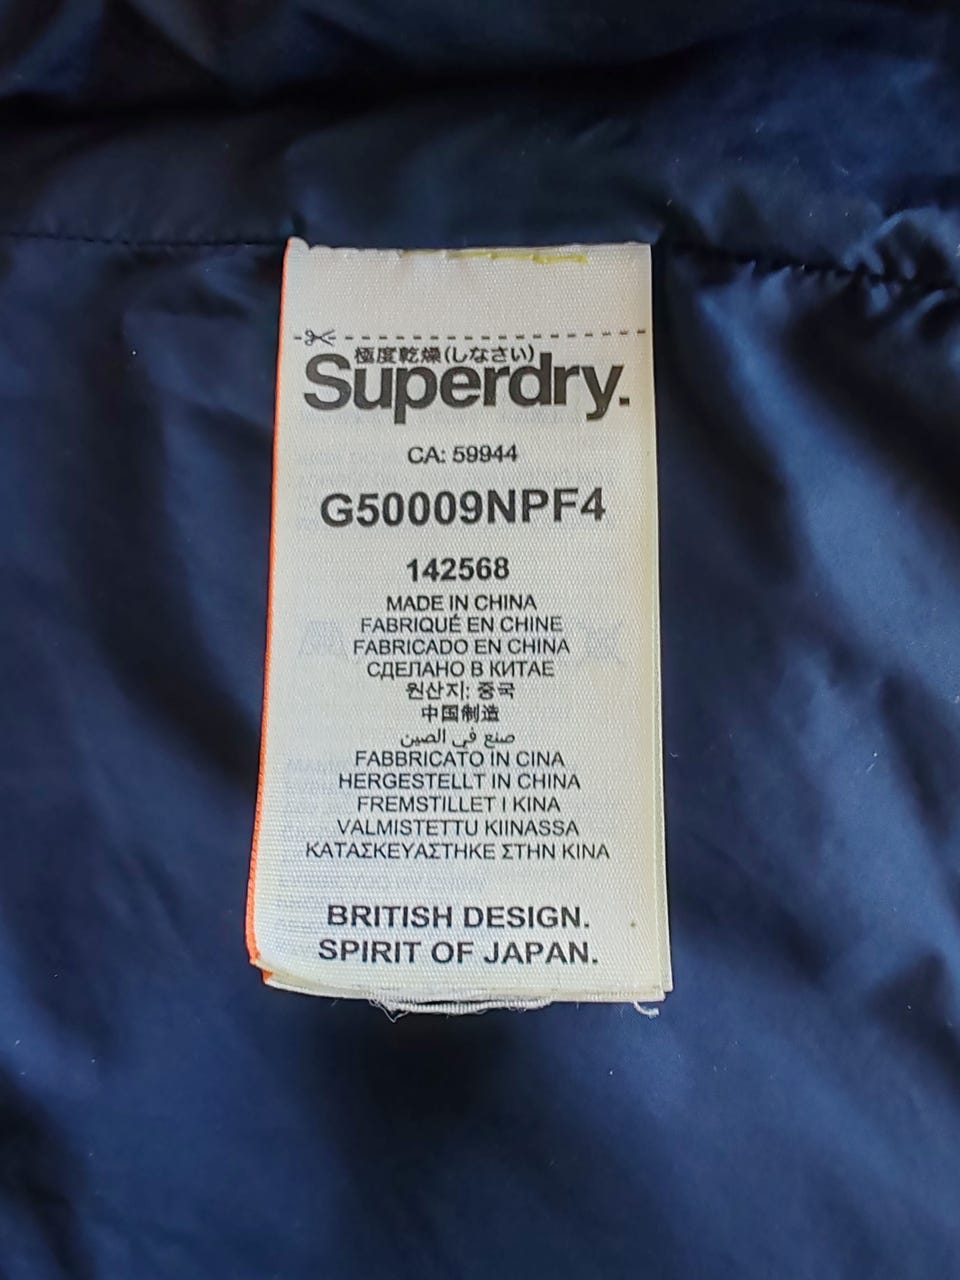 極度乾燥(しなさい)
Superdry.
CA: 59944
G50009NPF4
142568
MADE IN CHINA
FABRIQUÉ EN CHINE
FABRICADO EN CHINA
СДЕЛАНО В КИТАЕ
원산지: 중국
中国制造
صنع في الصين
FABBRICATO IN CINA
HERGESTELLT IN CHINA
FREMSTILLET I KINA
VALMISTETTU KIINASSA
ΚΑΤΑΣΚΕΥΑΣΤΗΚΕ ΣΤΗΝ ΚΙΝΑ
BRITISH DESIGN.
SPIRIT OF JAPAN.